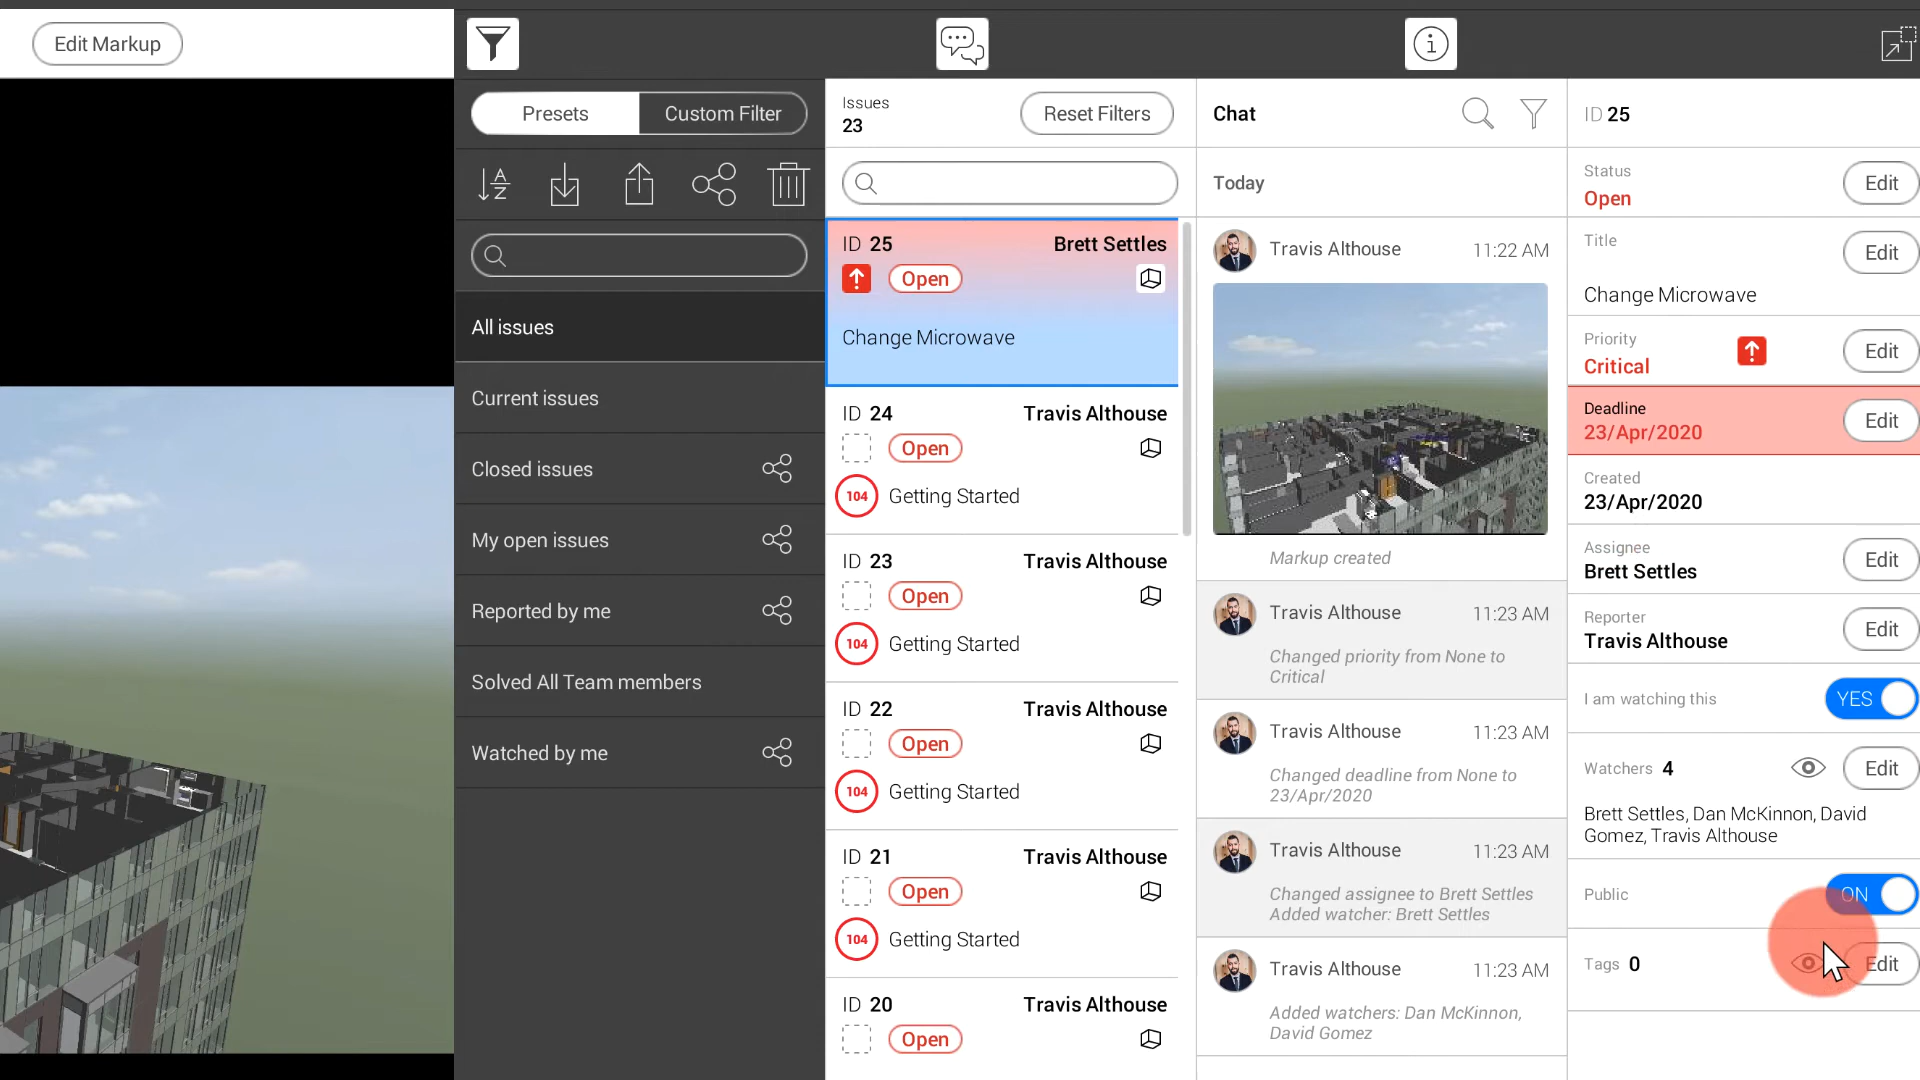 Edit Markup
Presets
Custom Filter
A
Z
All issues
Current issues
Closed issues
My open issues
Reported by me
Solved All Team members
Watched by me
Issues
23
Reset Filters
ID 25
Brett Settles
Open
Change Microwave
ID 24
Travis Althouse
Open
104
Getting Started
ID 23
Travis Althouse
Open
104
Getting Started
ID 22
Travis Althouse
Open
104
Getting Started
ID 21
Travis Althouse
Open
104
Getting Started
ID 20
Travis Althouse
Open
Chat
Today
Travis Althouse
11:22 AM
Markup created
Travis Althouse
11:23 AM
Changed priority from None to
Critical
Travis Althouse
11:23 AM
Changed deadline from None to
23/Apr/2020
Travis Althouse
11:23 AM
Changed assignee to Brett Settles
Added watcher: Brett Settles
Travis Althouse
11:23 AM
Added watchers: Dan McKinnon,
David Gomez
ID 25
Status
Open
Edit
Title
Edit
Change Microwave
Priority
Critical
Edit
Deadline
23/Apr/2020
Edit
Created
23/Apr/2020
Assignee
Brett Settles
Edit
Reporter
Travis Althouse
Edit
I am watching this
YES
Watchers 4
Edit
Brett Settles, Dan McKinnon, David
Gomez, Travis Althouse
Public
ON
Tags 0
Edit